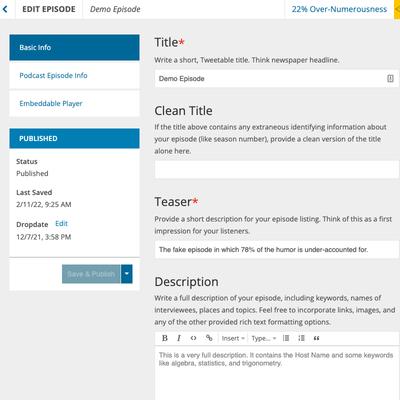 EDIT EPISODE Demo Episode 22% Over-Numerousness
Basic Info
Podcast Episode Info
Embeddable Player
PUBLISHED
Status
Published
Last Saved
2/11/22, 9:25 AM
Dropdate Edit
12/7/21, 3:58 PM
Save & Publish
Title*
Write a short, Tweetable title. Think newspaper headline.
Demo Episode
Clean Title
If the title above contains any extraneous identifying information about
your episode (like season number), provide a clean version of the title
alone here.
Teaser*
Provide a short description for your episode listing. Think of this as a first
impression for your listeners.
The fake episode in which 78% of the humor is under-accounted for.
Description
Write a full description of your episode, including keywords, names of
interviewees, places and topics. Feel free to incorporate links, images, and
any of the other provided rich text formatting options.
B I <> Insert Type...
This is a very full description. It contains the Host Name and some keywords
like algebra, statistics, and trigonometry.